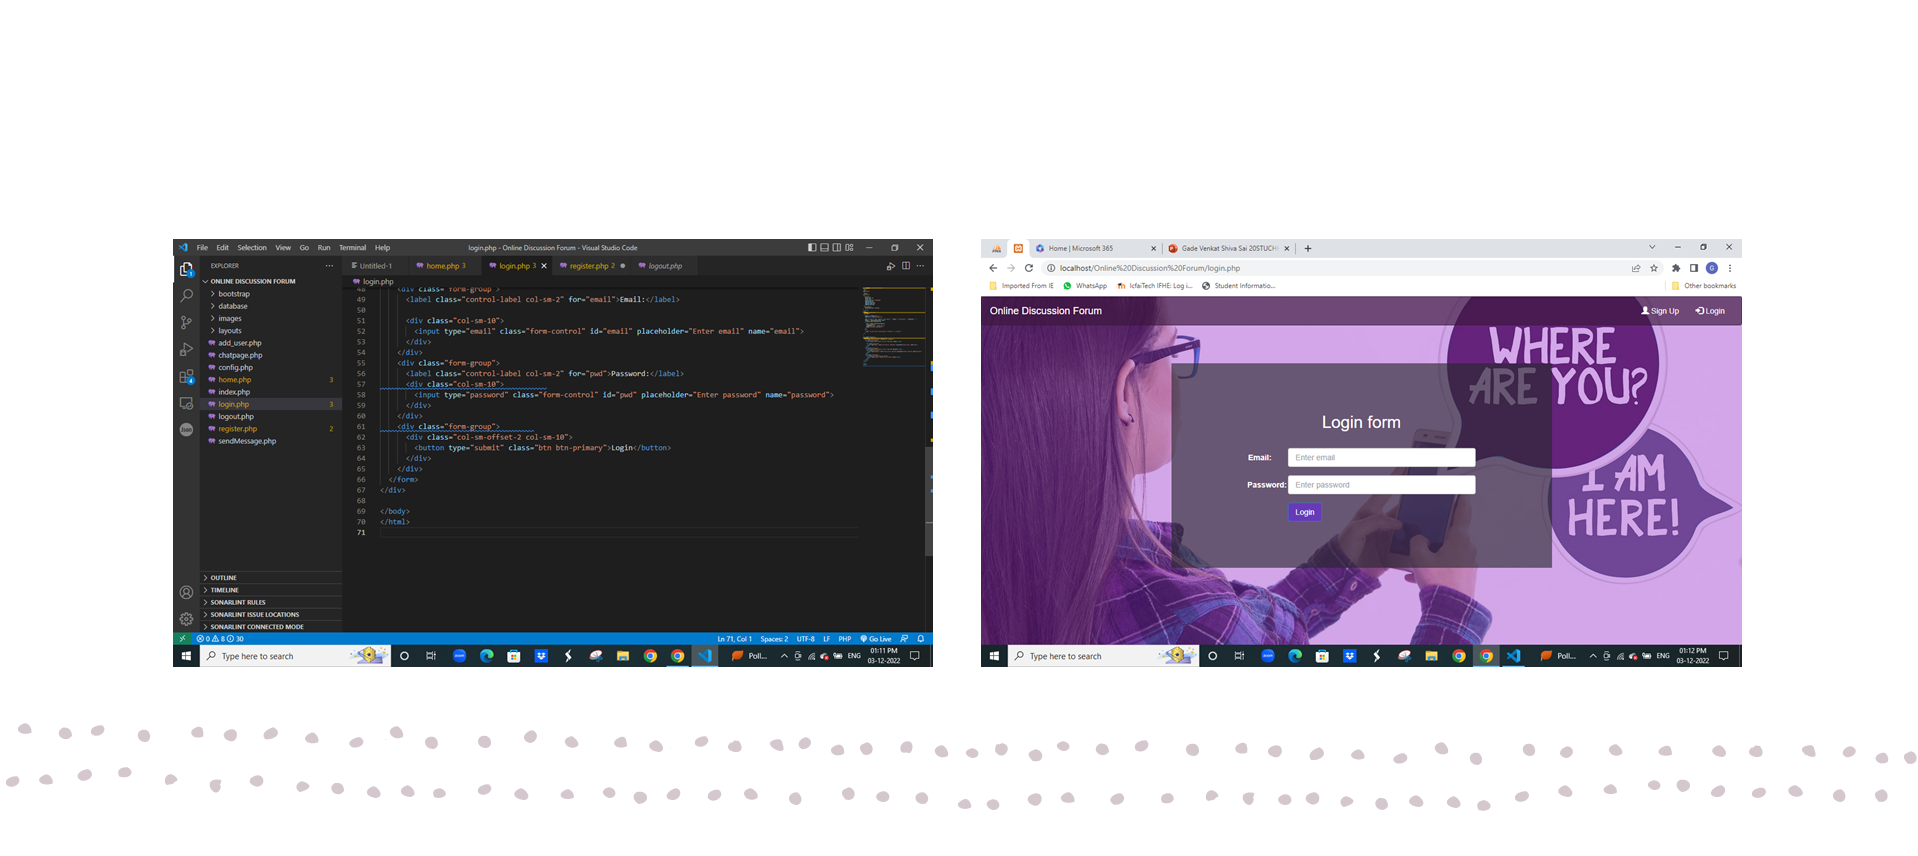 File Edit Selection View Go Run Terminal Help
login.php - Online Discussion Forum - Visual Studio Code
EXPLORER
Untitled-1
home.php 3
login.php 3
register.php 2
logout.php
ONLINE DISCUSSION FORUM
bootstrap
database
images
layouts
add_user.php
chatpage.php
config.php
home.php 3
index.php
login.php 3
logout.php
register.php 2
sendMessage.php
OUTLINE
TIMELINE
SONARLINT RULES
SONARLINT ISSUE LOCATIONS
SONARLINT CONNECTED MODE
login.php
48 <div class="form-group">
49 <label class="control-label col-sm-2" for="email">Email:</label>
50
51 <div class="col-sm-10">
52 <input type="email" class="form-control" id="email" placeholder="Enter email" name="email">
53 </div>
54 </div>
55 <div class="form-group">
56 <label class="control-label col-sm-2" for="pwd">Password:</label>
57 <div class="col-sm-10">
58 <input type="password" class="form-control" id="pwd" placeholder="Enter password" name="password">
59 </div>
60 </div>
61 <div class="form-group">
62 <div class="col-sm-offset-2 col-sm-10">
63 <button type="submit" class="btn btn-primary">Login</button>
64 </div>
65 </div>
66 </form>
67 </div>
68
69 </body>
70 </html>
71
0 8 30
Ln 71, Col 1 Spaces: 2 UTF-8 LF PHP Go Live
Type here to search
Poll...
ENG
01:11 PM
03-12-2022
Home | Microsoft 365
Gade Venkat Shiva Sai 20STUCH
localhost/Online%20Discussion%20Forum/login.php
G
Imported From IE
WhatsApp
IcfaiTech IFHE: Log i...
Student Informatio...
Other bookmarks
Online Discussion Forum
Sign Up
Login
WHERE
ARE YOU?
I AM
HERE!
Login form
Email: Enter email
Password: Enter password
Login
Type here to search
Poll...
ENG
01:12 PM
03-12-2022